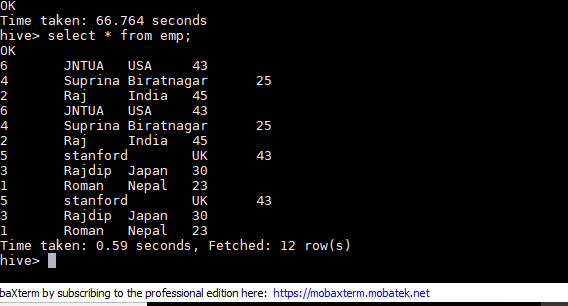 OK
Time taken: 66.764 seconds
hive> select * from emp;
OK
6 JNTUA USA 43
4 Suprina Biratnagar 25
2 Raj India 45
6 JNTUA USA 43
4 Suprina Biratnagar 25
2 Raj India 45
5 stanford UK 43
3 Rajdip Japan 30
1 Roman Nepal 23
5 stanford UK 43
3 Rajdip Japan 30
1 Roman Nepal 23
Time taken: 0.59 seconds, Fetched: 12 row(s)
hive>
baXterm by subscribing to the professional edition here: https://mobaxterm.mobatek.net